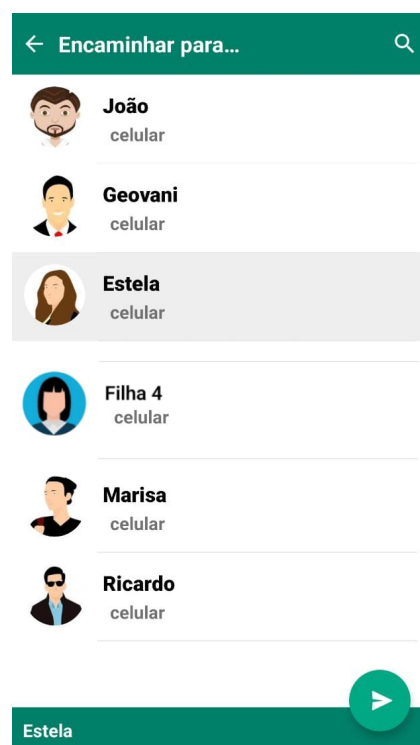 Encaminhar para...
João
celular
Geovani
celular
Estela
celular
Filha 4
celular
Marisa
celular
Ricardo
celular
Estela